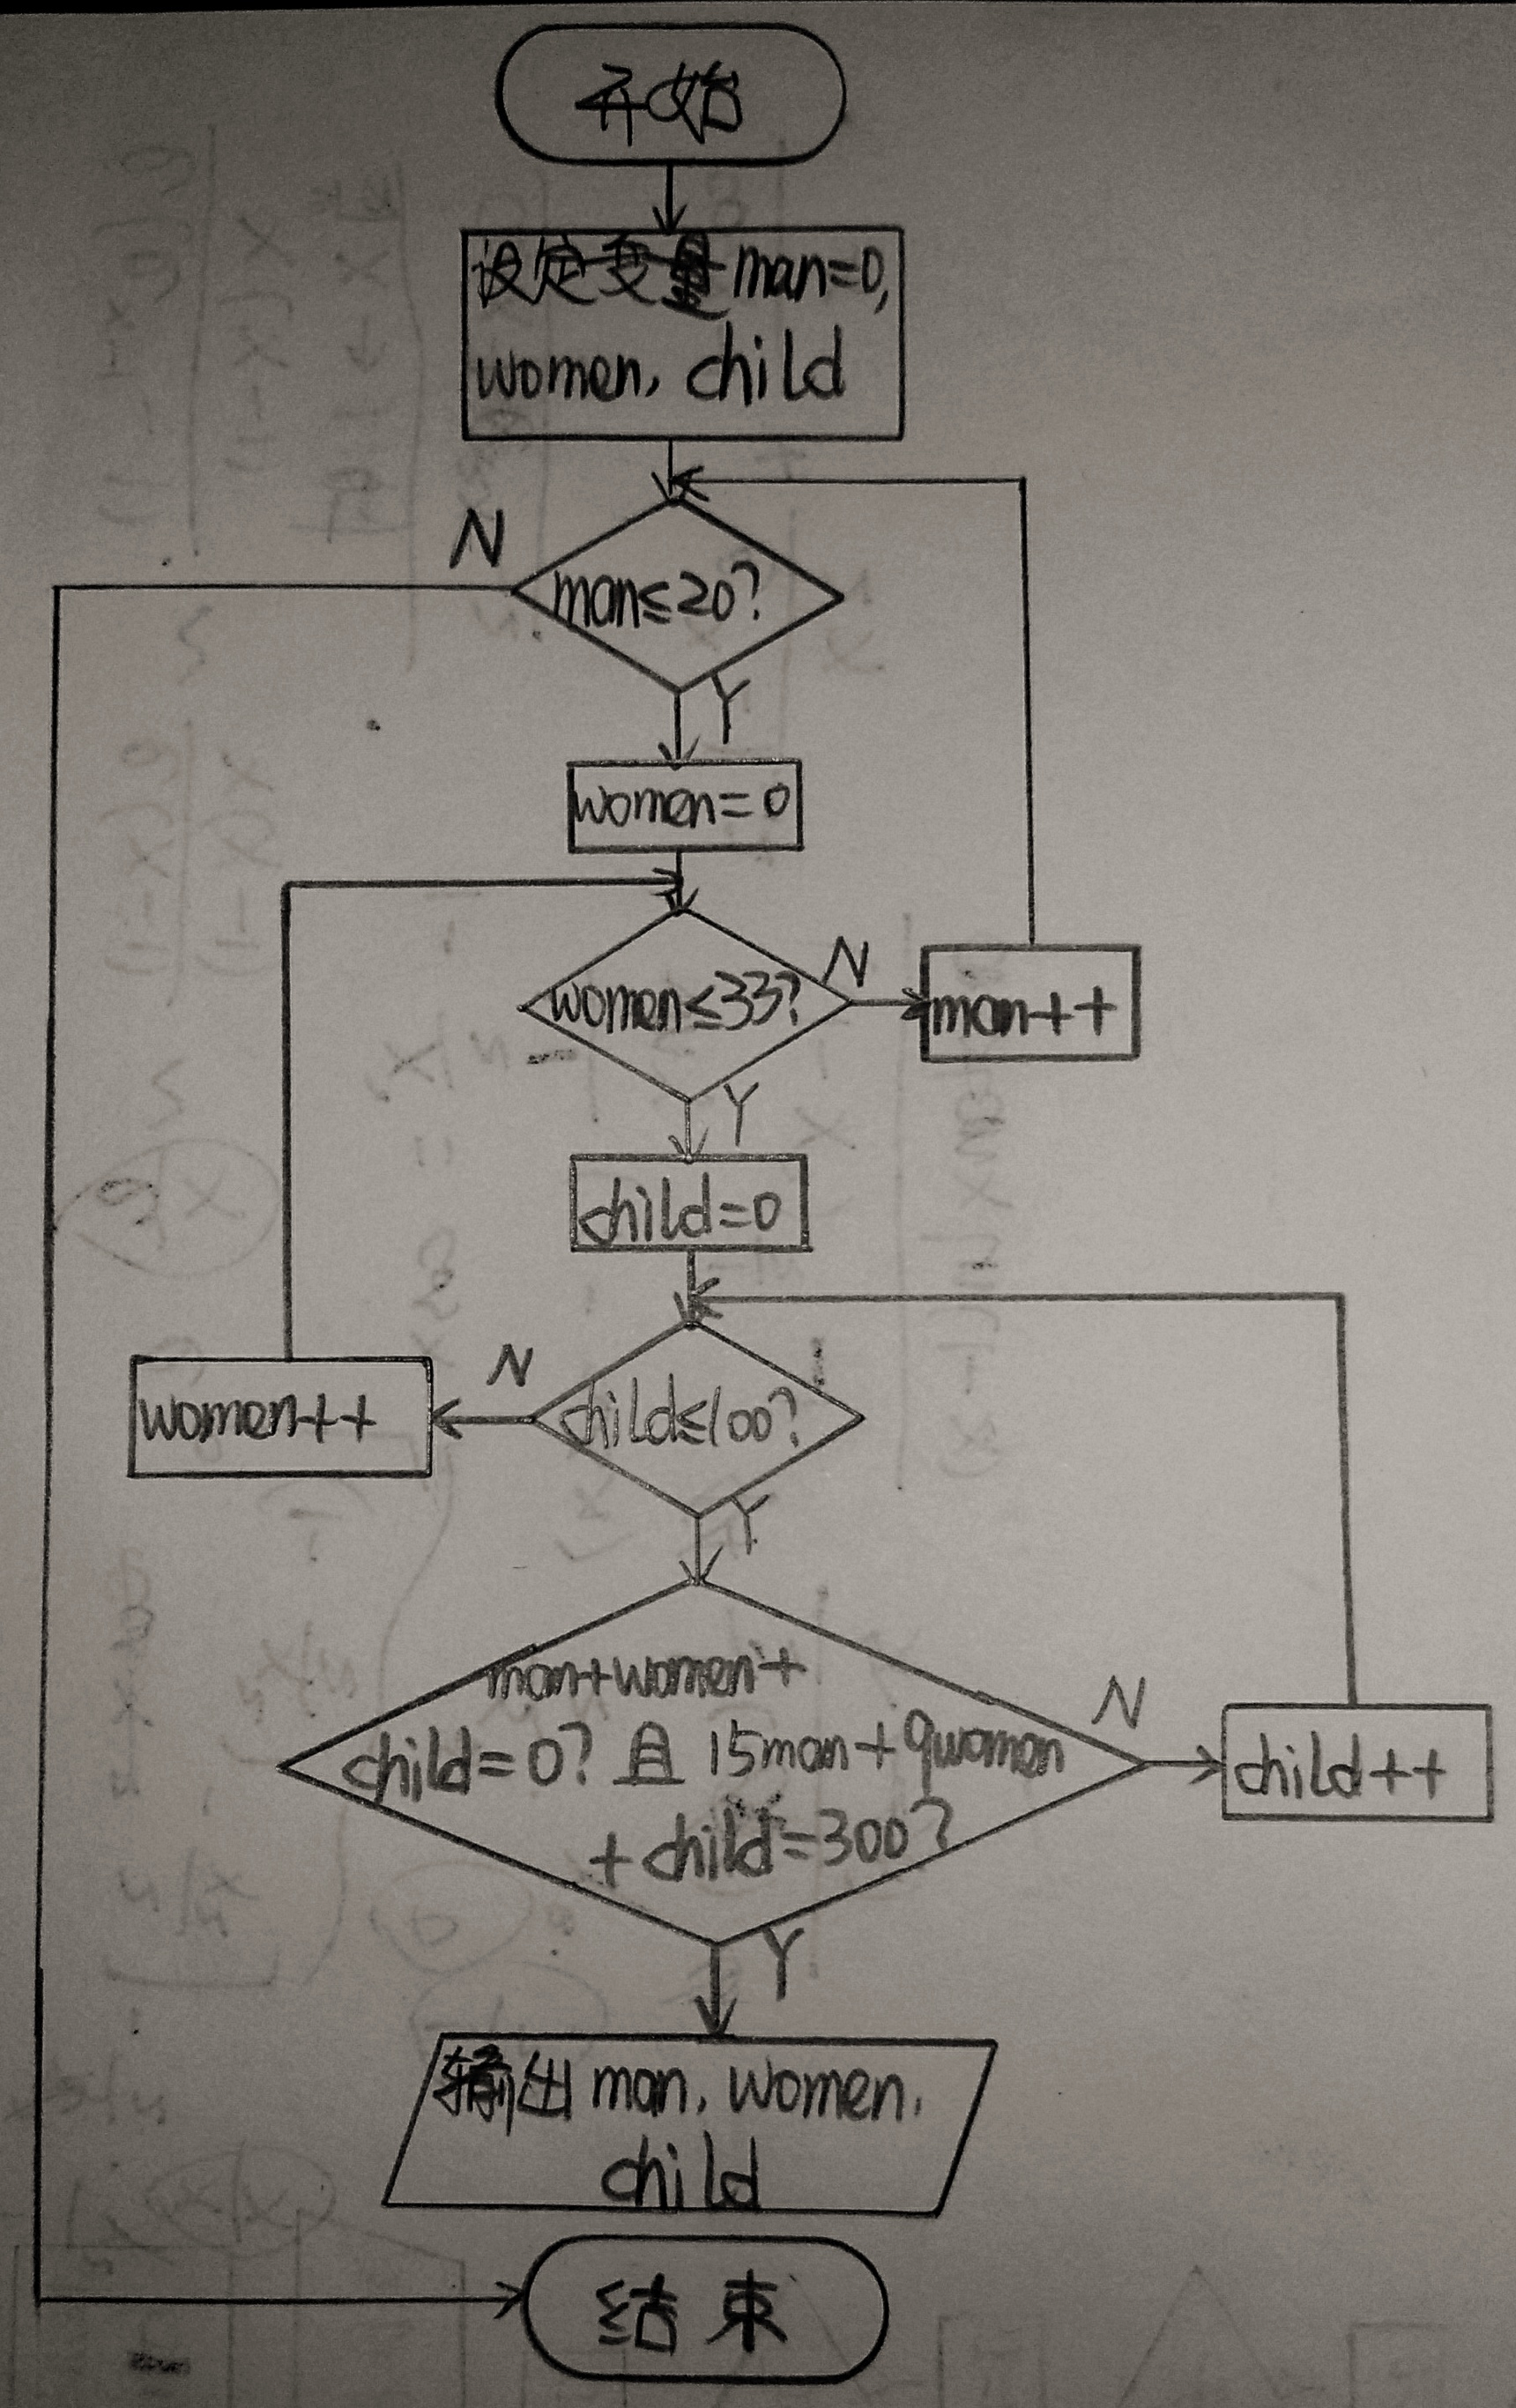 开始
设定变量 man=0,
women, child
N
man≤20?
Y
women=0
women≤33?
N
man++
Y
child=0
women++
N
child≤100?
Y
man+women+
child=0? 且 15man+9women
+child=300?
N
child++
Y
输出 man, women,
child
结束